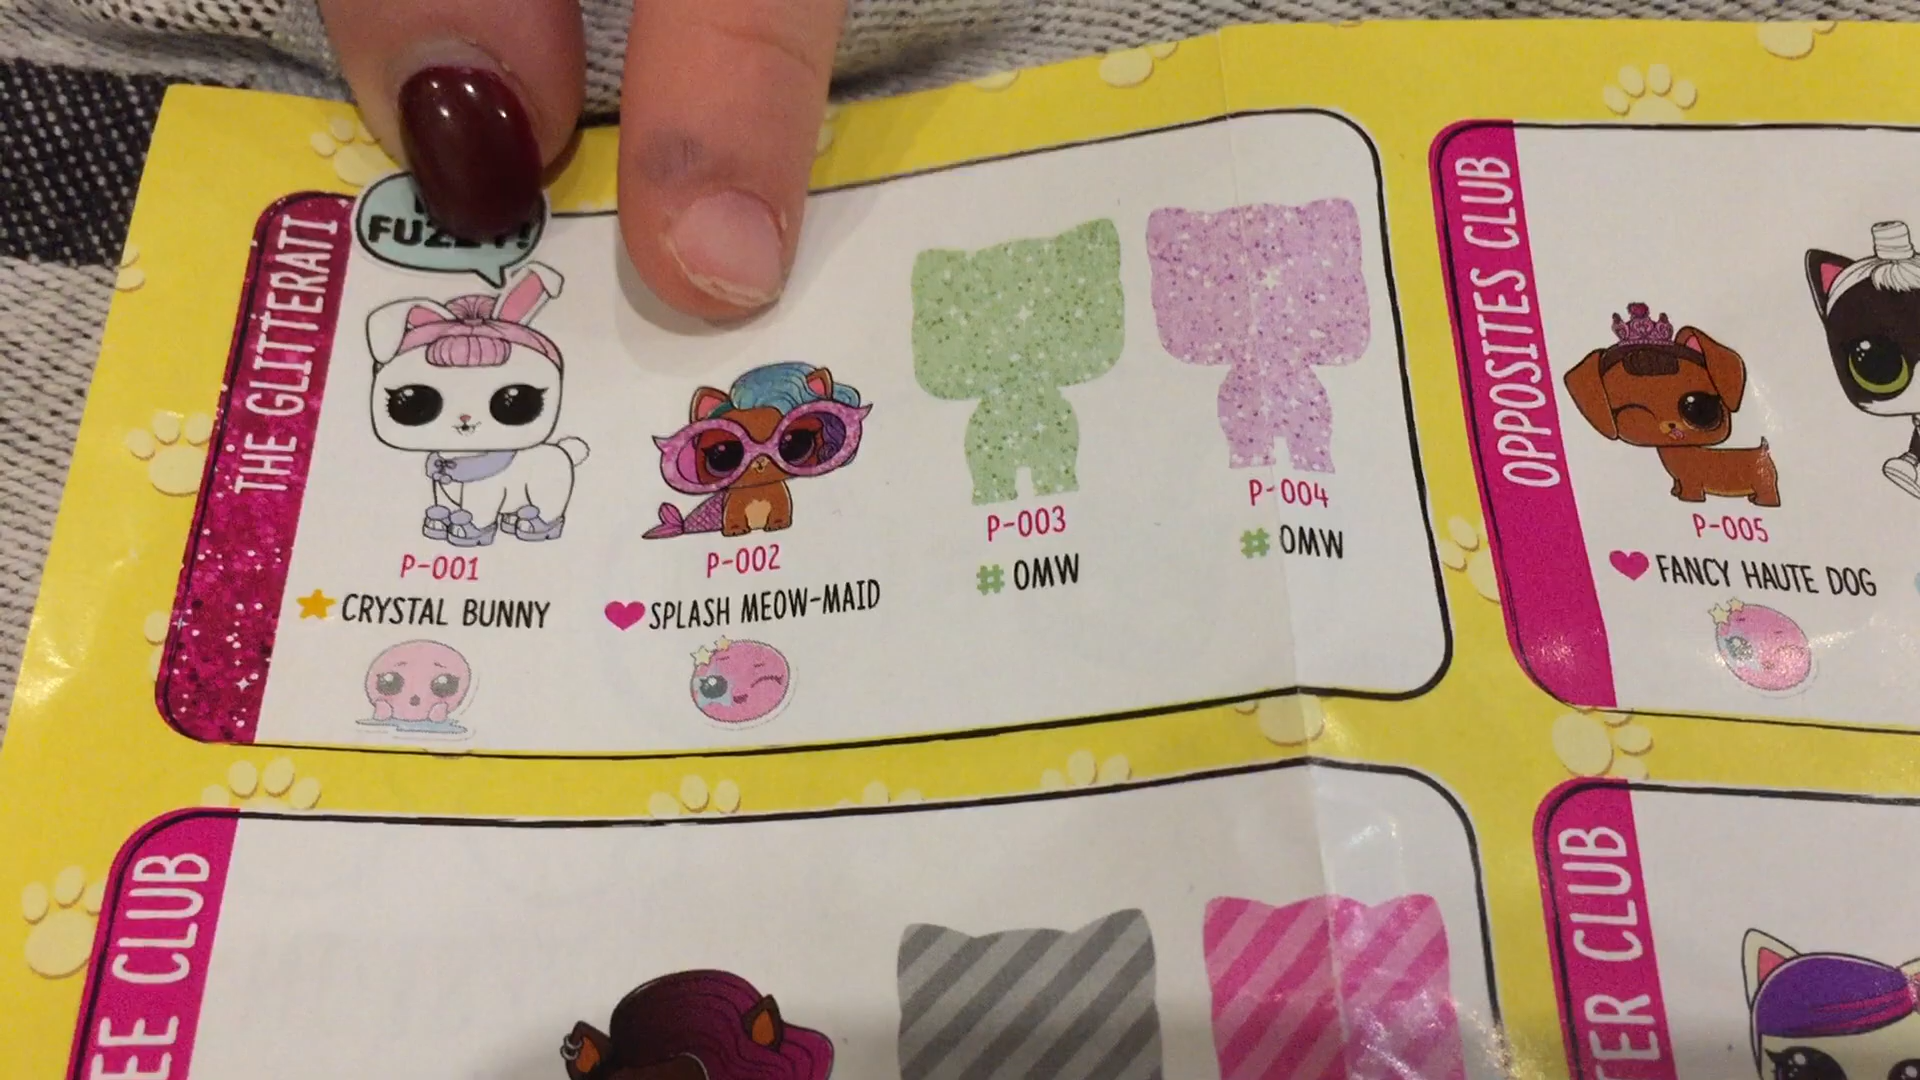 THE GLITTERATI
P-001
CRYSTAL BUNNY
P-002
SPLASH MEOW-MAID
P-003
# OMW
P-004
# OMW
OPPOSITES CLUB
P-005
FANCY HAUTE DOG
EE CLUB
TER CLUB